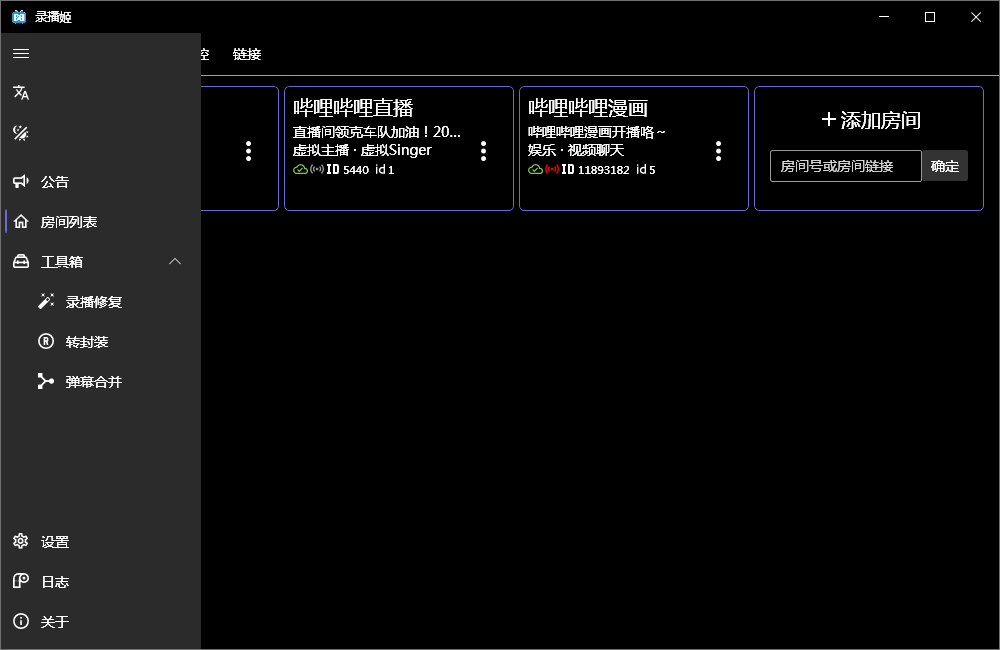 录播姬
链接
公告
房间列表
工具箱
录播修复
转封装
弹幕合并
设置
日志
关于
哔哩哔哩直播
直播间领克车队加油！20...
虚拟主播 · 虚拟Singer
ID 5440 id 1
哔哩哔哩漫画
哔哩哔哩漫画开播咯～
娱乐 · 视频聊天
ID 11893182 id 5
添加房间
房间号或房间链接
确定